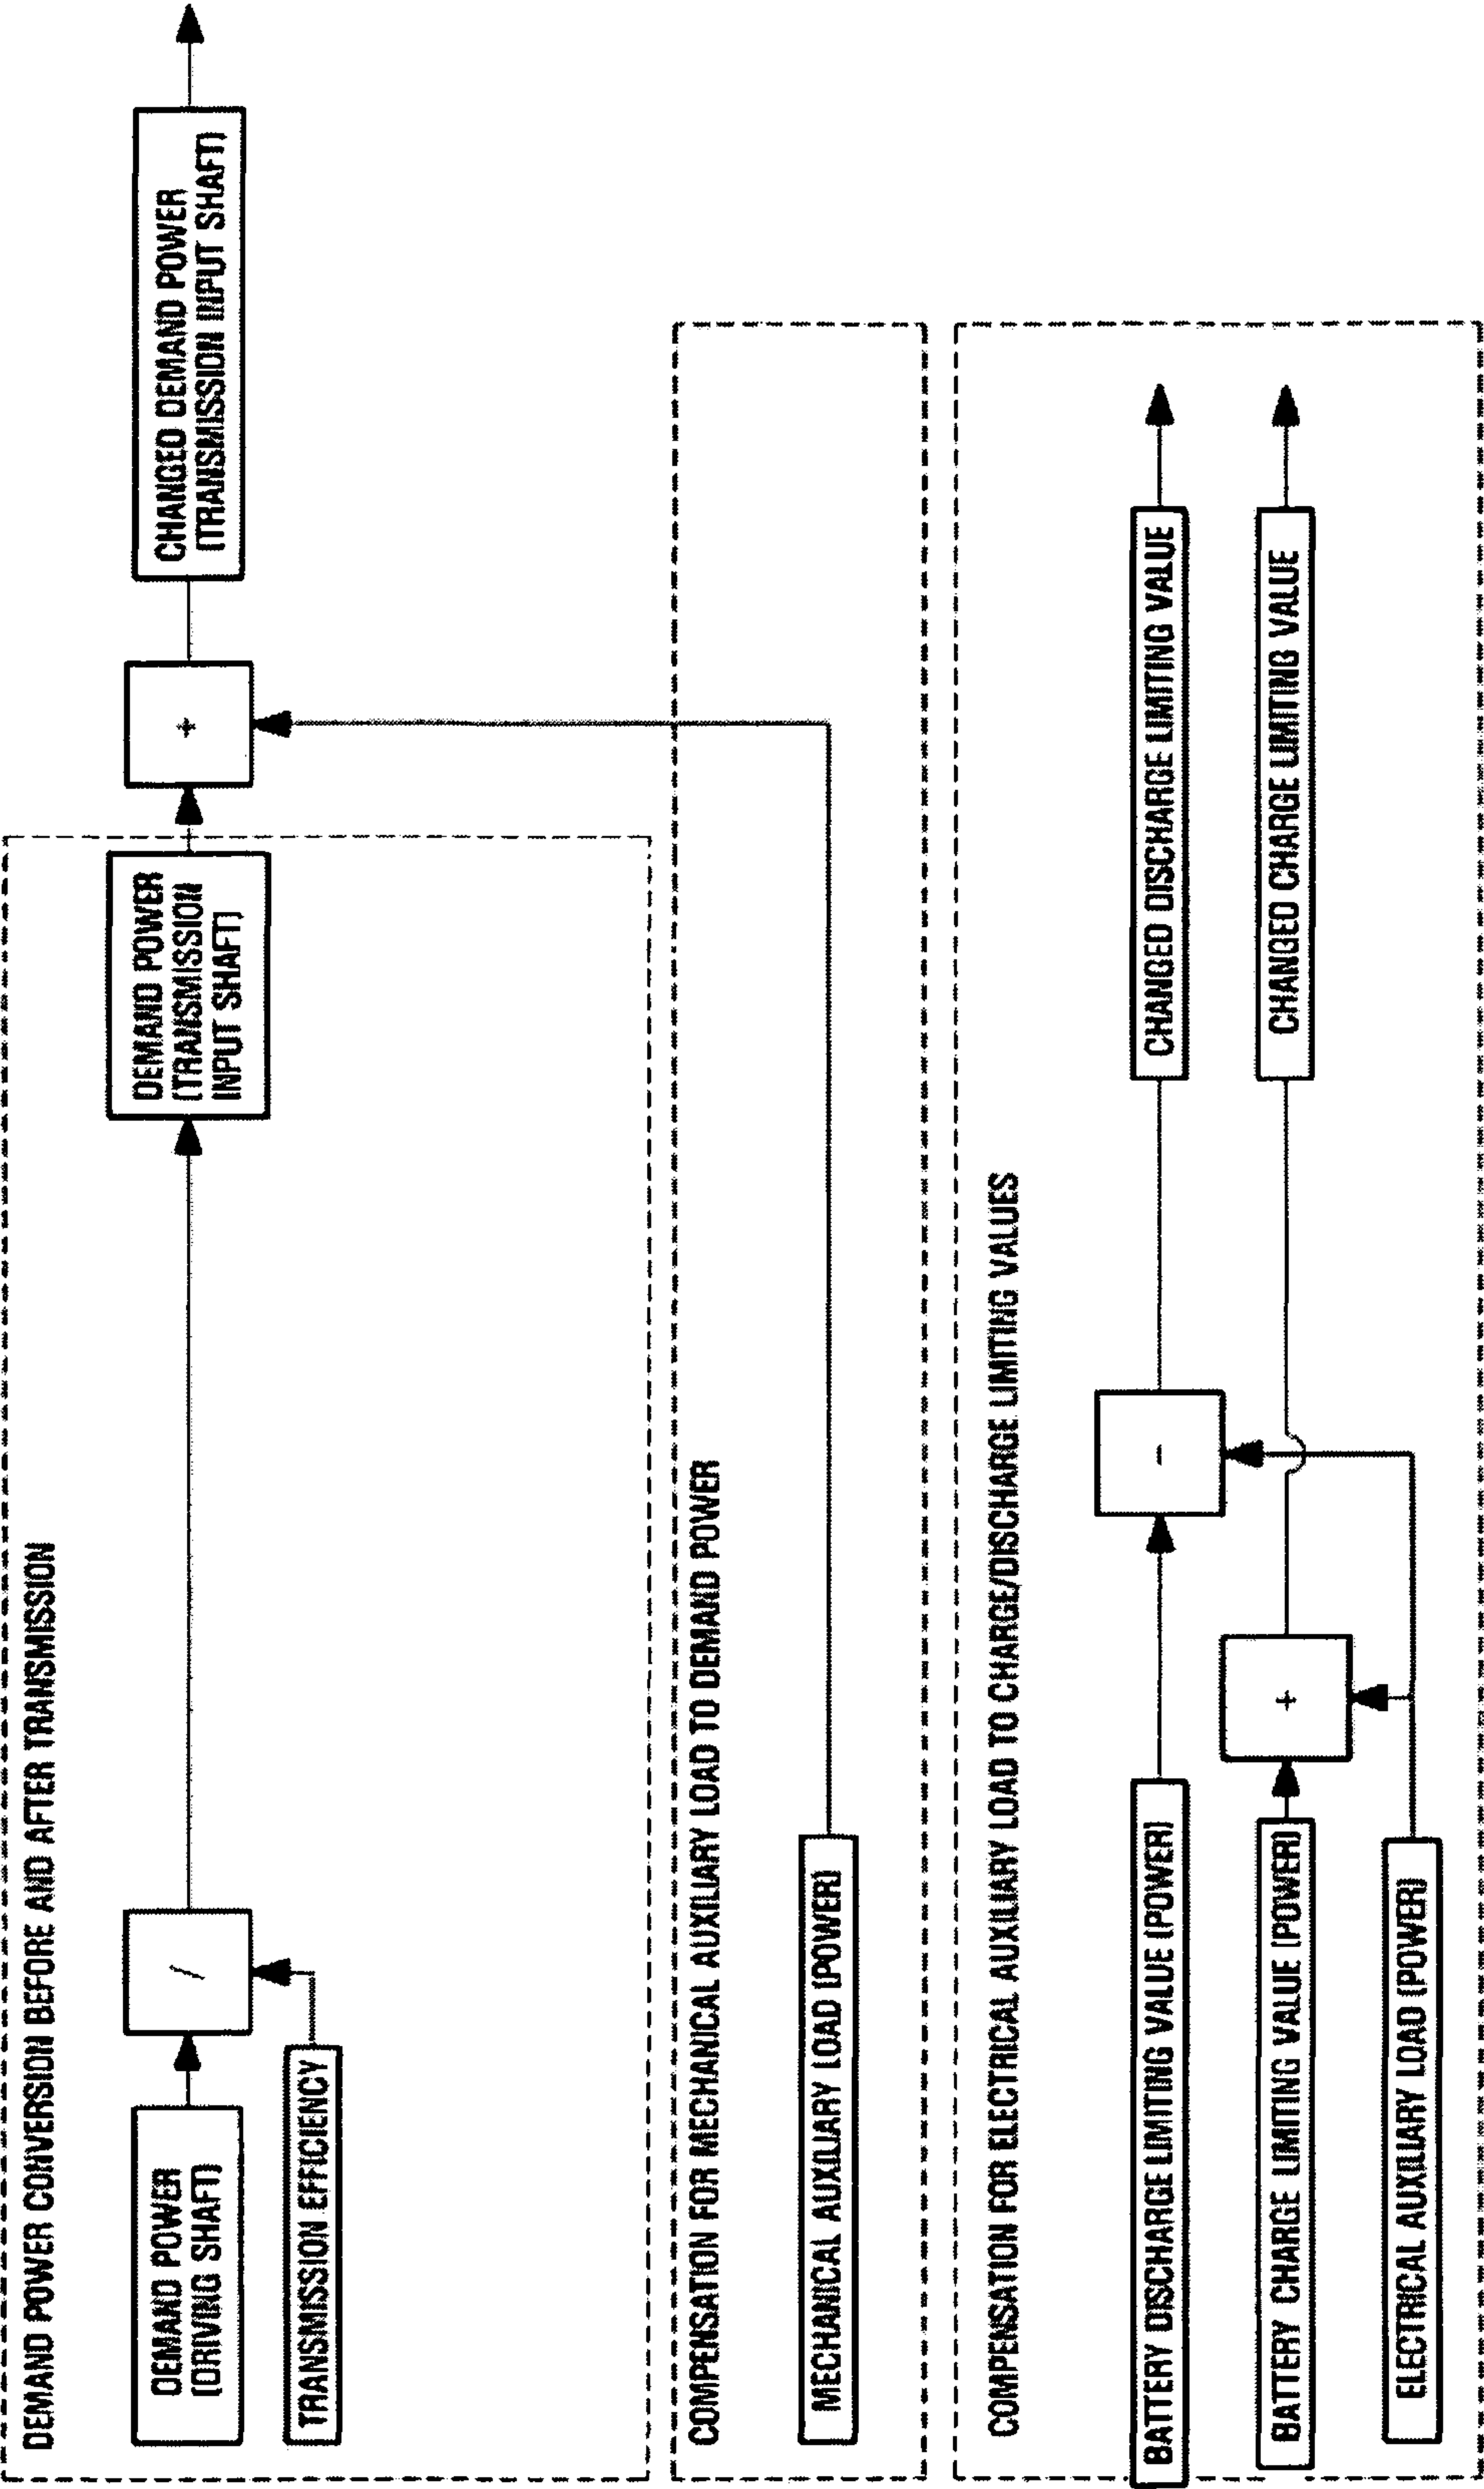 DEMAND POWER CONVERSION BEFORE AND AFTER TRANSMISSION
DEMAND POWER
(DRIVING SHAFT)
TRANSMISSION EFFICIENCY
/
DEMAND POWER
(TRANSMISSION
INPUT SHAFT)
+
CHANGED DEMAND POWER
(TRANSMISSION INPUT SHAFT)
COMPENSATION FOR MECHANICAL AUXILIARY LOAD TO DEMAND POWER
MECHANICAL AUXILIARY LOAD (POWER)
COMPENSATION FOR ELECTRICAL AUXILIARY LOAD TO CHARGE/DISCHARGE LIMITING VALUES
BATTERY DISCHARGE LIMITING VALUE (POWER)
-
CHANGED DISCHARGE LIMITING VALUE
BATTERY CHARGE LIMITING VALUE (POWER)
+
CHANGED CHARGE LIMITING VALUE
ELECTRICAL AUXILIARY LOAD (POWER)